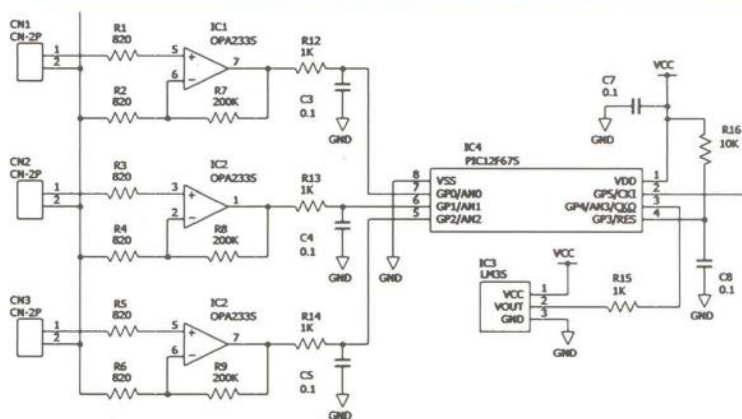 CN1
CN-2P
1
2
R1
820
5
6
IC1
OPA2335
7
R2
820
R7
200K
R12
1K
C3
0.1
GND
CN2
CN-2P
1
2
R3
820
3
2
IC2
OPA2335
1
R4
820
R8
200K
R13
1K
C4
0.1
GND
CN3
CN-2P
1
2
R5
820
5
6
IC2
OPA2335
7
R6
820
R9
200K
R14
1K
C5
0.1
GND
C7
0.1
GND
VCC
R16
10K
IC4
PIC12F675
8 VSS
7 GP0/AN0
6 GP1/AN1
5 GP2/AN2
VDD 1
GP5/CKI 2
GP4/AN3/CKO 3
GP3/RES 4
GND
IC3
LM35
VCC 1
VOUT 2
GND 3
VCC
GND
R15
1K
C8
0.1
GND